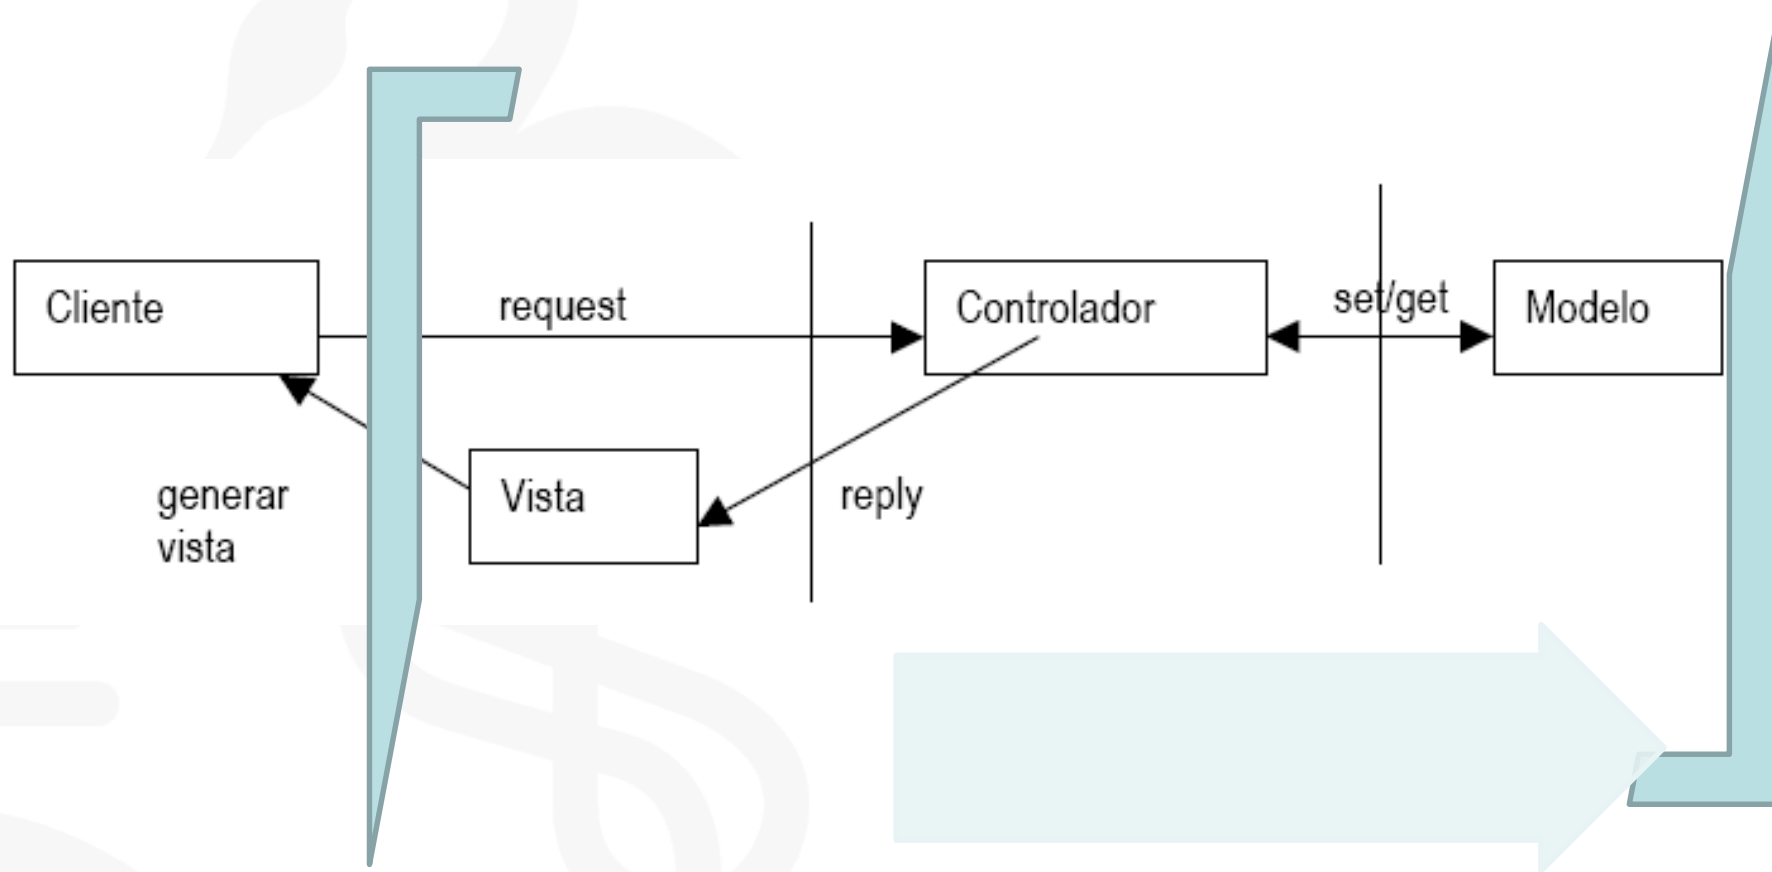 Cliente
request
Controlador
set/get
Modelo
generar
vista
Vista
reply